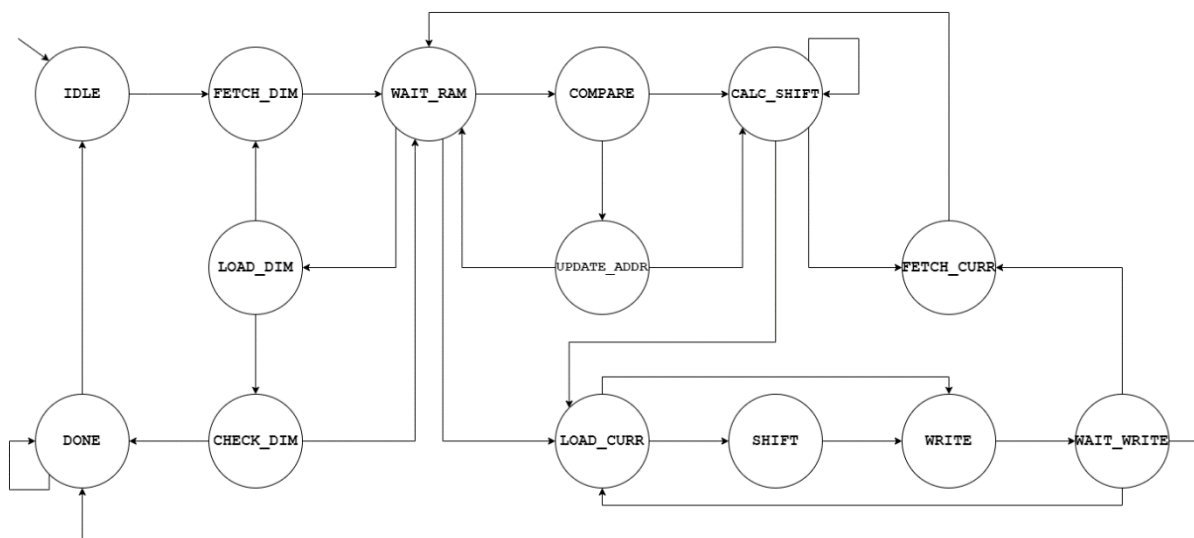 IDLE
FETCH_DIM
WAIT_RAM
COMPARE
CALC_SHIFT
LOAD_DIM
UPDATE_ADDR
FETCH_CURR
DONE
CHECK_DIM
LOAD_CURR
SHIFT
WRITE
WAIT_WRITE